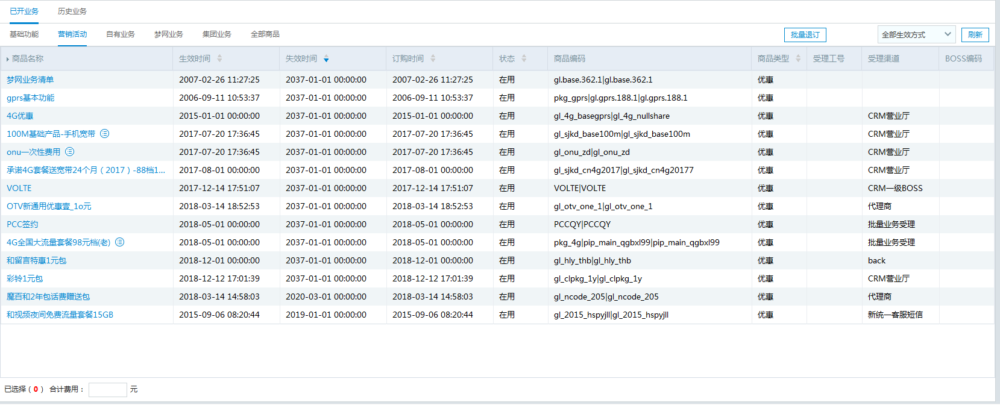 已开业务 历史业务
基础功能 营销活动 自有业务 梦网业务 集团业务 全部商品 批量退订 全部生效方式 刷新
商品名称 生效时间 失效时间 订购时间 状态 商品编码 商品类型 受理工号 受理渠道 BOSS编码
梦网业务清单 2007-02-26 11:27:25 2037-01-01 00:00:00 2007-02-26 11:27:25 在用 gl.base.362.1|gl.base.362.1 优惠
gprs基本功能 2006-09-11 10:53:37 2037-01-01 00:00:00 2006-09-11 10:53:37 在用 pkg_gprs|gl.gprs.188.1|gl.gprs.188.1 优惠
4G优惠 2015-01-01 00:00:00 2037-01-01 00:00:00 2015-01-01 00:00:00 在用 gl_4g_basegprs|gl_4g_nullshare 优惠 CRM营业厅
100M基础产品-手机宽带 2017-07-20 17:36:45 2037-01-01 00:00:00 2017-07-20 17:36:45 在用 gl_sjkd_base100m|gl_sjkd_base100m 优惠 CRM营业厅
onu一次性费用 2017-07-20 17:36:45 2037-01-01 00:00:00 2017-07-20 17:36:45 在用 gl_onu_zd|gl_onu_zd 优惠 CRM营业厅
承诺4G套餐送宽带24个月（2017）-88档1... 2017-08-01 00:00:00 2037-01-01 00:00:00 2017-08-01 00:00:00 在用 gl_sjkd_cn4g2017|gl_sjkd_cn4g20177 优惠 CRM营业厅
VOLTE 2017-12-14 17:51:07 2037-01-01 00:00:00 2017-12-14 17:51:07 在用 VOLTE|VOLTE 优惠 CRM一级BOSS
OTV新通用优惠壹_1o元 2018-03-14 18:52:53 2037-01-01 00:00:00 2018-03-14 18:52:53 在用 gl_otv_one_1|gl_otv_one_1 优惠 代理商
PCC签约 2018-05-01 00:00:00 2037-01-01 00:00:00 2018-05-01 00:00:00 在用 PCCQY|PCCQY 优惠 批量业务受理
4G全国大流量套餐98元档(老) 2018-05-01 00:00:00 2037-01-01 00:00:00 2018-05-01 00:00:00 在用 pkg_4g|pip_main_qgbxl99|pip_main_qgbxl99 优惠 批量业务受理
和留言特惠1元包 2018-12-01 00:00:00 2037-01-01 00:00:00 2018-12-01 00:00:00 在用 gl_hly_thb|gl_hly_thb 优惠 back
彩铃1元包 2018-12-12 17:01:39 2037-01-01 00:00:00 2018-12-12 17:01:39 在用 gl_clpkg_1y|gl_clpkg_1y 优惠 CRM营业厅
魔百和2年包话费赠送包 2018-03-14 14:58:03 2020-03-01 00:00:00 2018-03-14 14:58:03 在用 gl_ncode_205|gl_ncode_205 优惠 代理商
和视频夜间免费流量套餐15GB 2015-09-06 08:20:44 2019-01-01 00:00:00 2015-09-06 08:20:44 在用 gl_2015_hspyjll|gl_2015_hspyjll 优惠 新统一客服短信
已选择（0） 合计费用： 元